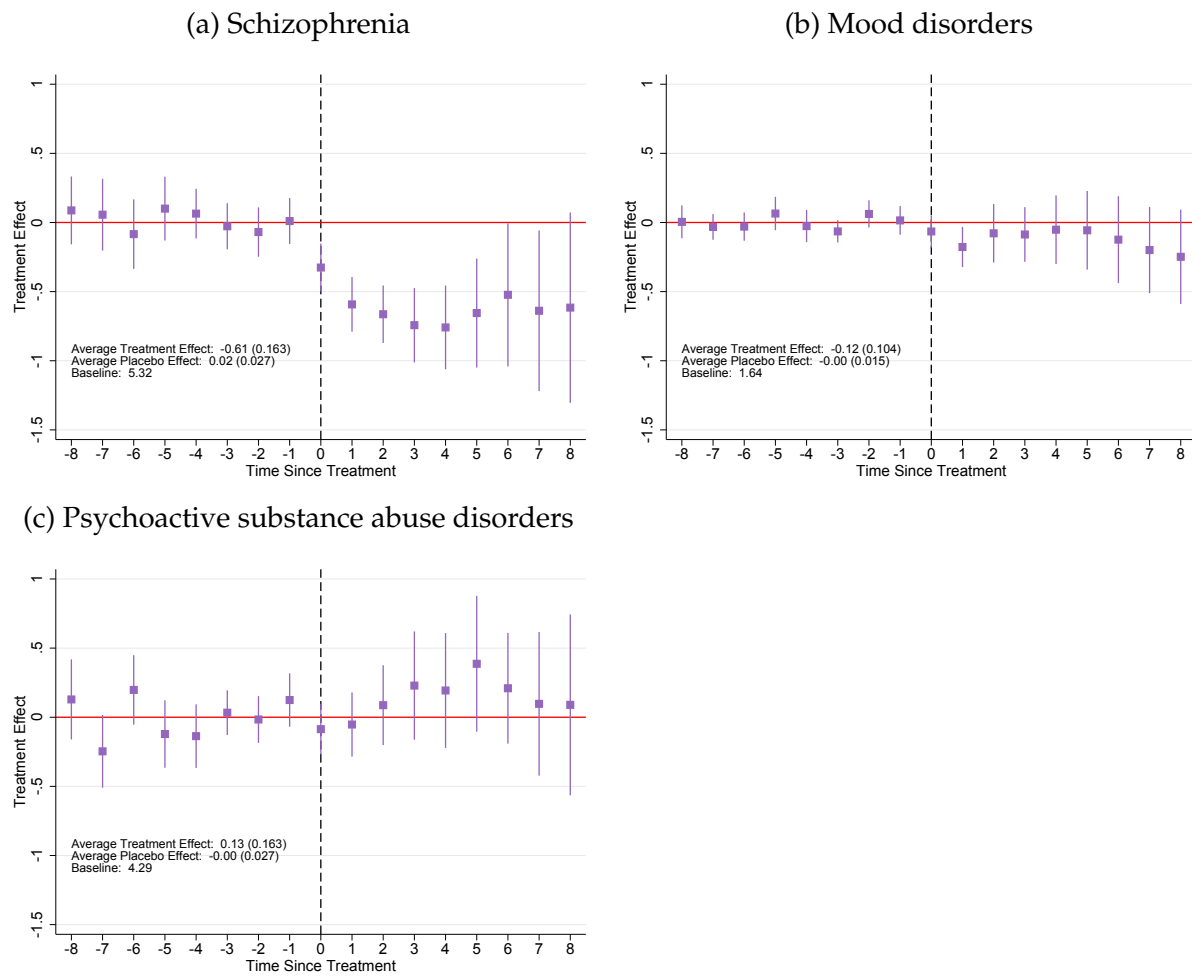 (a) Schizophrenia
Treatment Effect
1
.5
0
-.5
-1
-1.5
Average Treatment Effect: -0.61 (0.163)
Average Placebo Effect: 0.02 (0.027)
Baseline: 5.32
-8 -7 -6 -5 -4 -3 -2 -1 0 1 2 3 4 5 6 7 8
Time Since Treatment
(b) Mood disorders
Treatment Effect
1
.5
0
-.5
-1
-1.5
Average Treatment Effect: -0.12 (0.104)
Average Placebo Effect: -0.00 (0.015)
Baseline: 1.64
-8 -7 -6 -5 -4 -3 -2 -1 0 1 2 3 4 5 6 7 8
Time Since Treatment
(c) Psychoactive substance abuse disorders
Treatment Effect
1
.5
0
-.5
-1
-1.5
Average Treatment Effect: 0.13 (0.163)
Average Placebo Effect: -0.00 (0.027)
Baseline: 4.29
-8 -7 -6 -5 -4 -3 -2 -1 0 1 2 3 4 5 6 7 8
Time Since Treatment